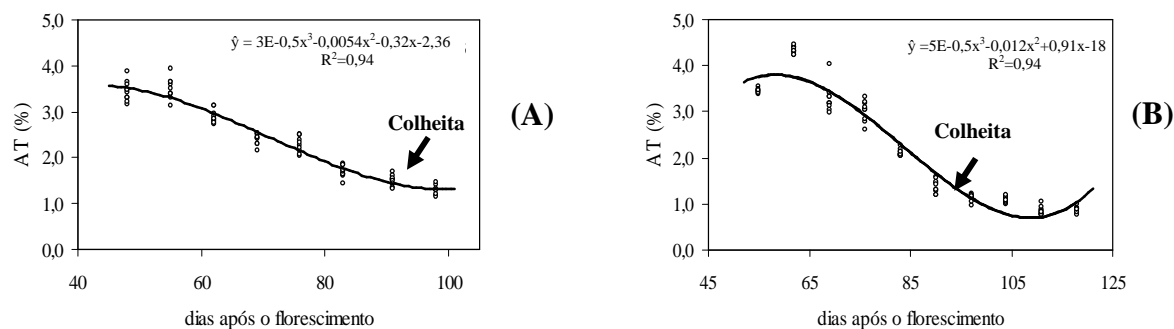 5,0
4,0
3,0
2,0
1,0
0,0
AT (%)
ŷ = 3E-0,5x³-0,0054x²-0,32x-2,36
R²=0,94
Colheita
40
60
80
100
dias após o florescimento
(A)
5,0
4,0
3,0
2,0
1,0
0,0
AT (%)
ŷ =5E-0,5x³-0,012x²+0,91x-18
R²=0,94
Colheita
45
65
85
105
125
dias após o florescimento
(B)